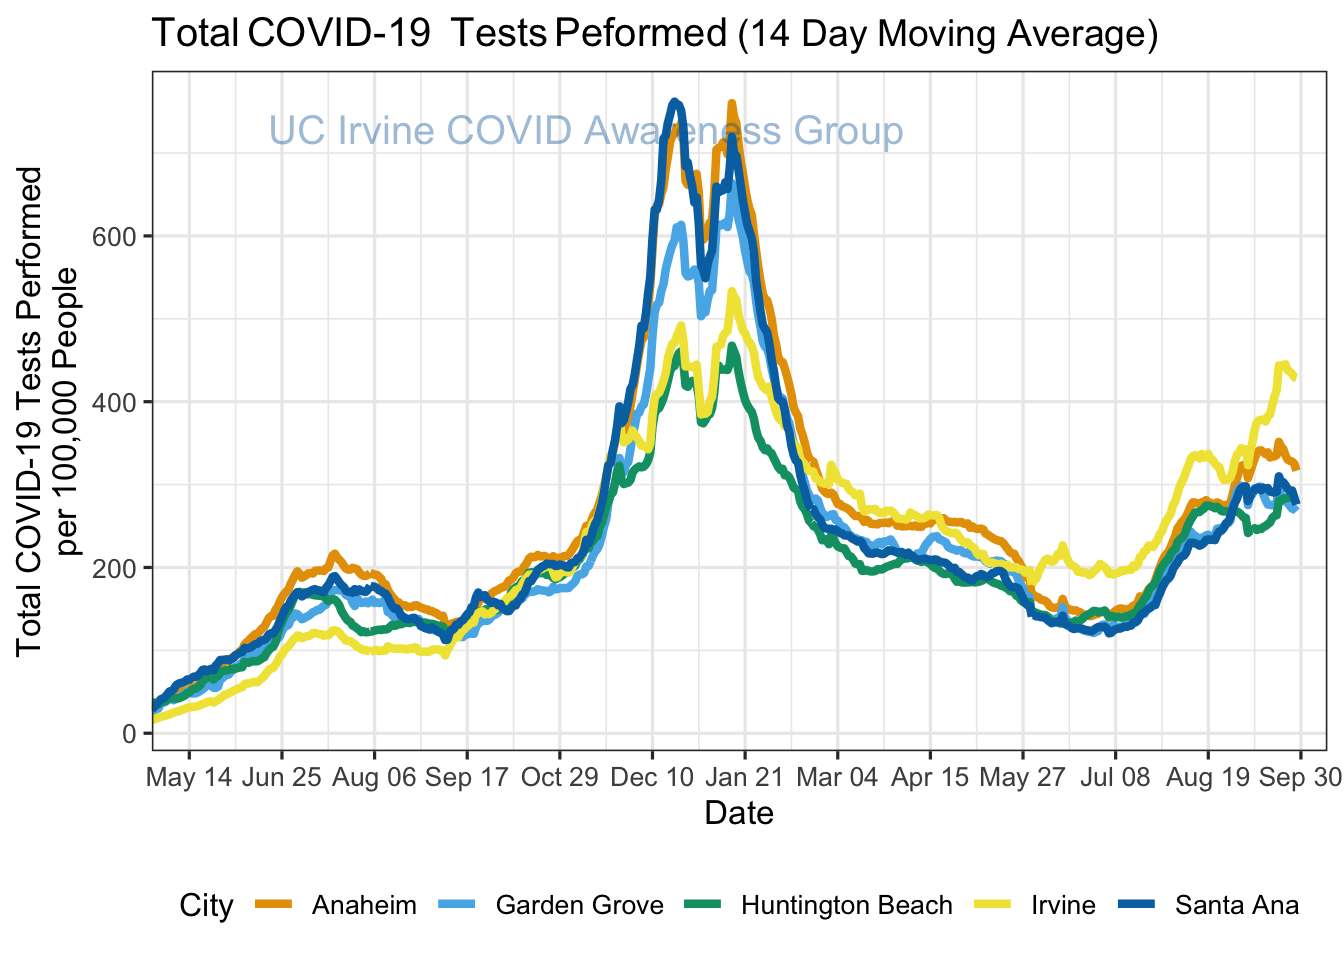 Total COVID-19 Tests Peformed (14 Day Moving Average)
UC Irvine COVID Awareness Group
Total COVID-19 Tests Performed
per 100,000 People
600
400
200
0
May 14 Jun 25 Aug 06 Sep 17 Oct 29 Dec 10 Jan 21 Mar 04 Apr 15 May 27 Jul 08 Aug 19 Sep 30
Date
City Anaheim Garden Grove Huntington Beach Irvine Santa Ana